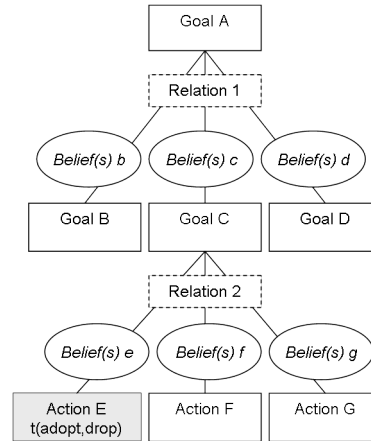 Goal A
Relation 1
Belief(s) b
Belief(s) c
Belief(s) d
Goal B
Goal C
Goal D
Relation 2
Belief(s) e
Belief(s) f
Belief(s) g
Action E
t(adopt,drop)
Action F
Action G